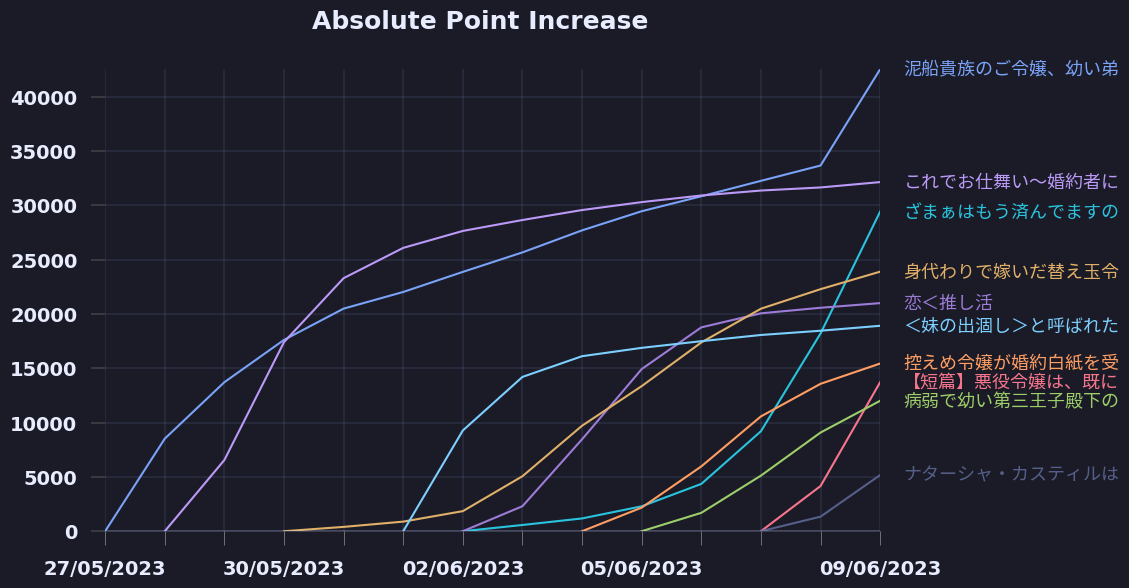 Absolute Point Increase
40000
35000
30000
25000
20000
15000
10000
5000
0
27/05/2023
30/05/2023
02/06/2023
05/06/2023
09/06/2023
泥船貴族のご令嬢、幼い弟
これでお仕舞い～婚約者に
ざまぁはもう済んでますの
身代わりで嫁いだ替え玉令
恋＜推し活
＜妹の出涸し＞と呼ばれた
控えめ令嬢が婚約白紙を受
【短篇】悪役令嬢は、既に
病弱で幼い第三王子殿下の
ナターシャ・カスティルは